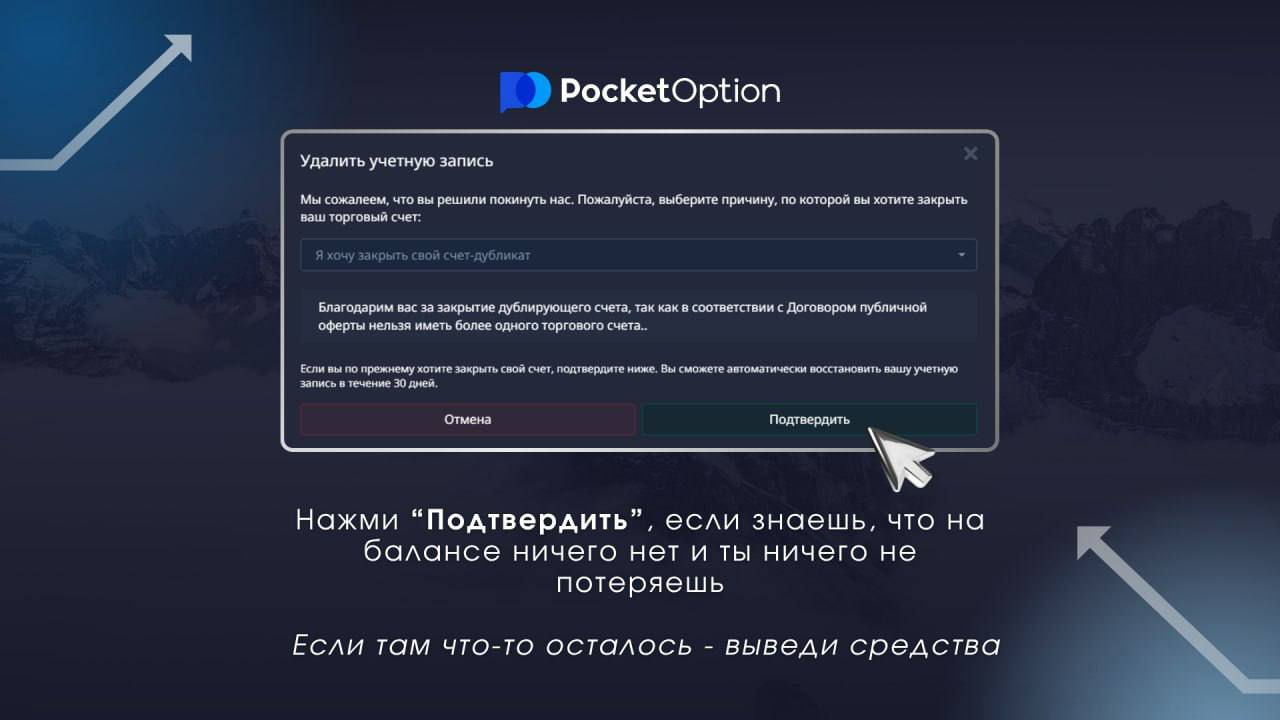 PocketOption
Удалить учетную запись
Мы сожалеем, что вы решили покинуть нас. Пожалуйста, выберите причину, по которой вы хотите закрыть
ваш торговый счет:
Я хочу закрыть свой счет-дубликат
Благодарим вас за закрытие дублирующего счета, так как в соответствии с Договором публичной
оферты нельзя иметь более одного торгового счета..
Если вы по прежнему хотите закрыть свой счет, подтвердите ниже. Вы сможете автоматически восстановить вашу учетную
запись в течение 30 дней.
Отмена
Подтвердить
Нажми “Подтвердить”, если знаешь, что на
балансе ничего нет и ты ничего не
потеряешь
Если там что-то осталось - выведи средства